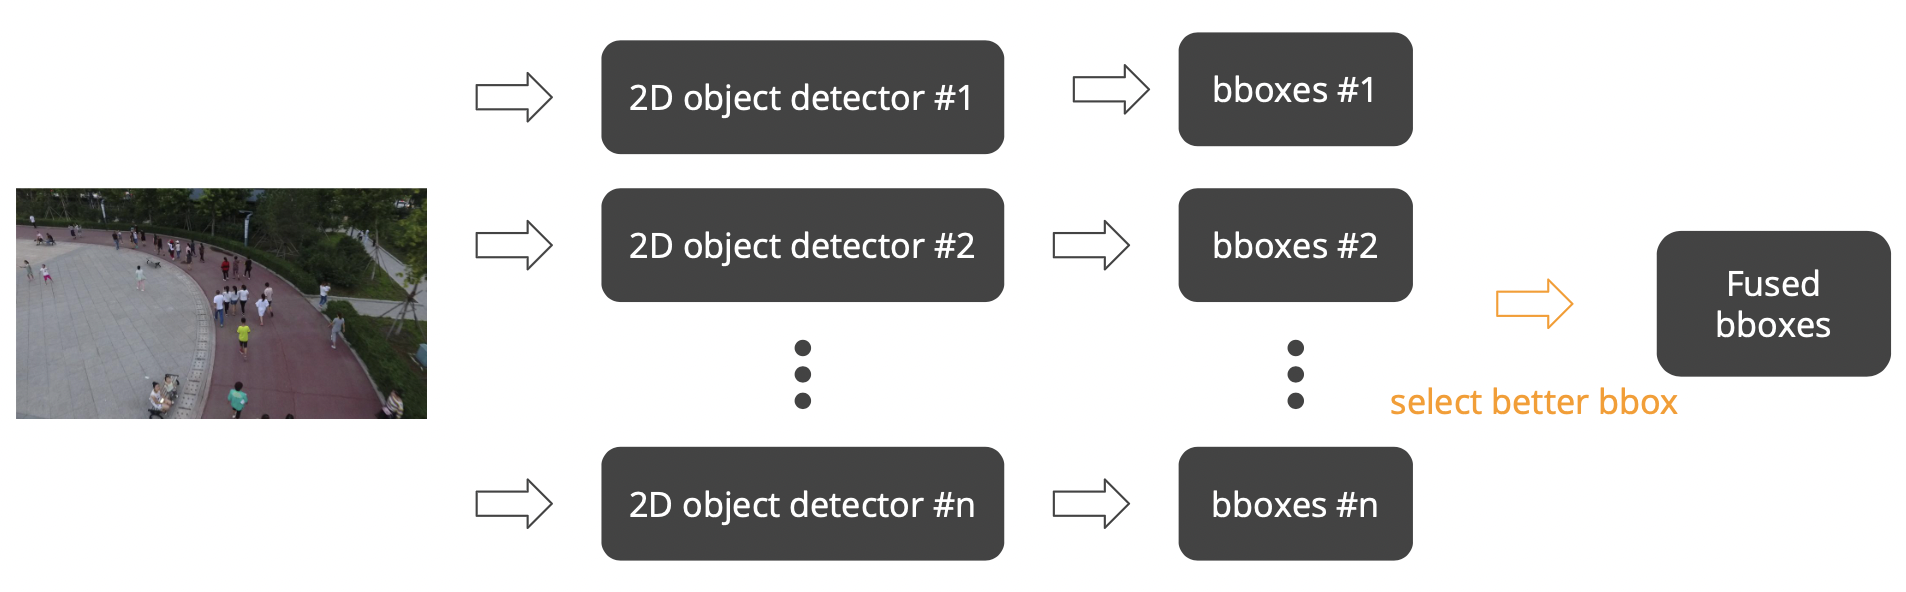 2D object detector #1
bboxes #1
2D object detector #2
bboxes #2
Fused
bboxes
select better bbox
2D object detector #n
bboxes #n